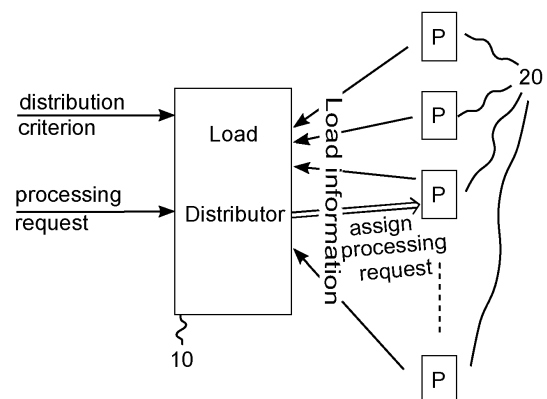 distribution
criterion
processing
request
Load
Distributor
10
Load information
assign
processing
request
P
P
P
P
20